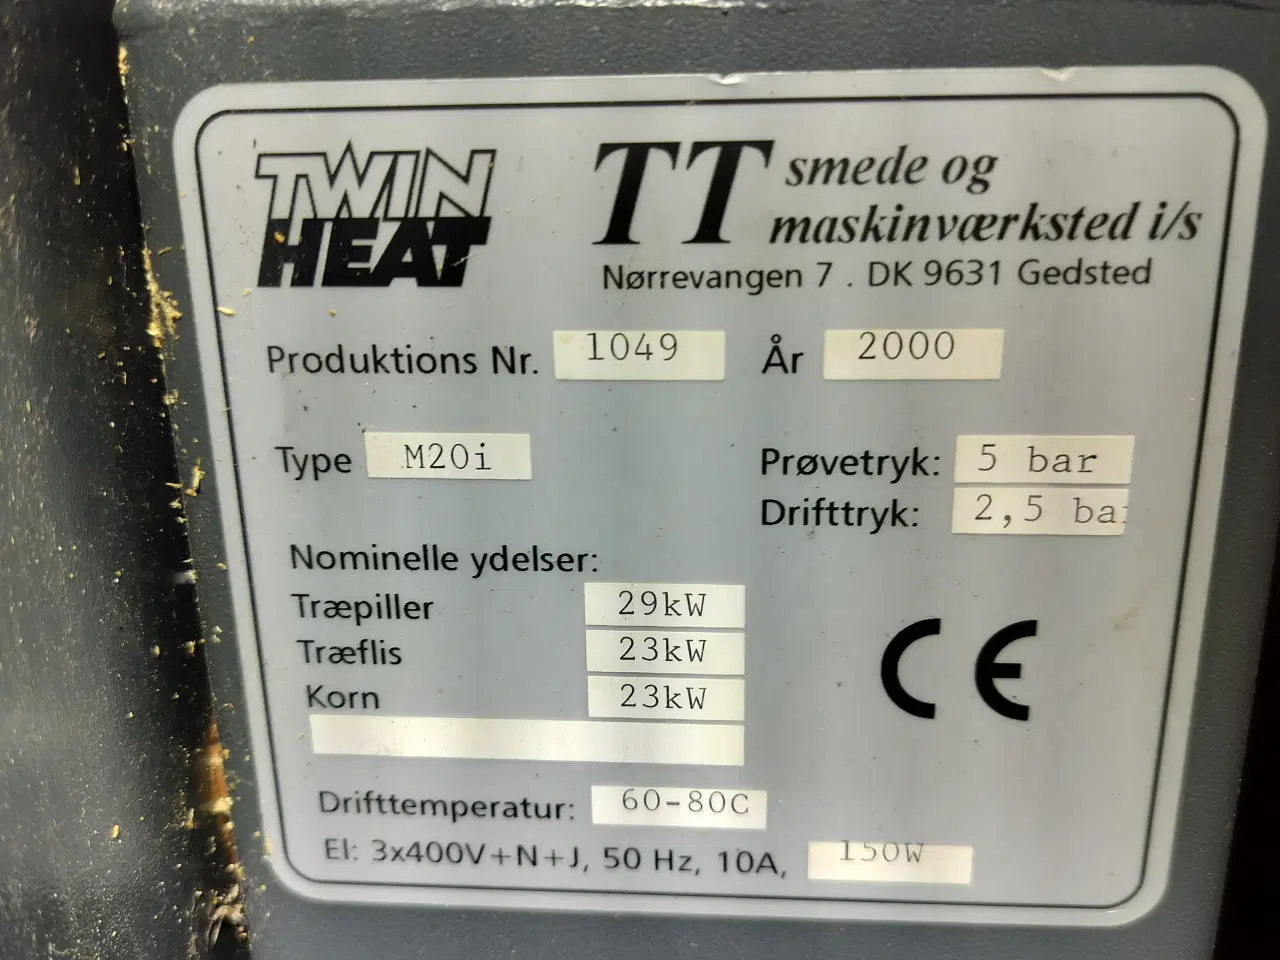 TWIN
HEAT
TT smede og
maskinværksted i/s
Nørrevangen 7 . DK 9631 Gedsted
Produktions Nr. 1049 År 2000
Type M20i Prøvetryk: 5 bar
Drifttryk: 2,5 bar
Nominelle ydelser:
Træpiller 29kW
Træflis 23kW
Korn 23kW
CE
Drifttemperatur: 60-80C
El: 3x400V+N+J, 50 Hz, 10A, 150W